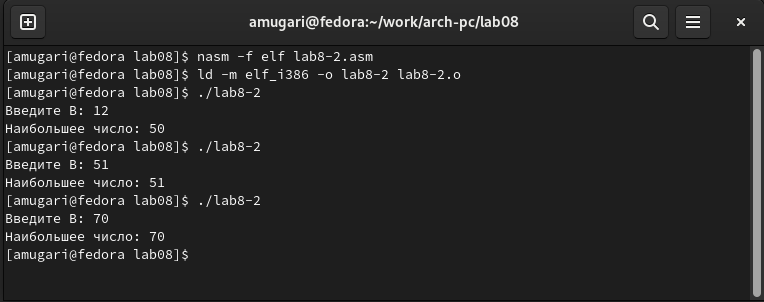 amugari@fedora:~/work/arch-pc/lab08
[amugari@fedora lab08]$ nasm -f elf lab8-2.asm
[amugari@fedora lab08]$ ld -m elf_i386 -o lab8-2 lab8-2.o
[amugari@fedora lab08]$ ./lab8-2
Введите B: 12
Наибольшее число: 50
[amugari@fedora lab08]$ ./lab8-2
Введите B: 51
Наибольшее число: 51
[amugari@fedora lab08]$ ./lab8-2
Введите B: 70
Наибольшее число: 70
[amugari@fedora lab08]$